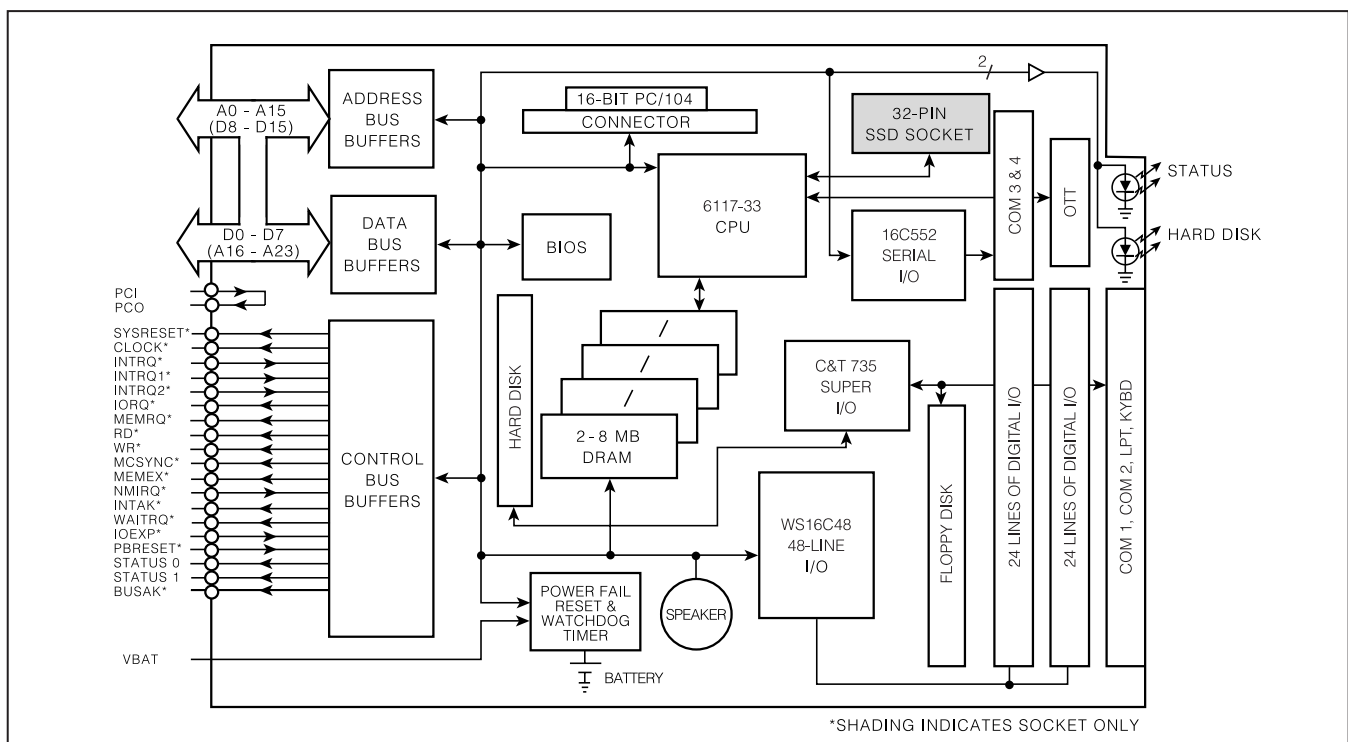 2
ADDRESS
BUS
BUFFERS
A0 - A15
(D8 - D15)
16-BIT PC/104
CONNECTOR
32-PIN
SSD SOCKET
COM 3 & 4
OTT
STATUS
6117-33
CPU
DATA
BUS
BUFFERS
D0 - D7
(A16 - A23)
BIOS
16C552
SERIAL
I/O
HARD DISK
PCI
PCO
SYSRESET*
CLOCK*
INTRQ*
INTRQ1*
INTRQ2*
IORQ*
MEMRQ*
RD*
WR*
MCSYNC*
MEMEX*
NMIRQ*
INTAK*
WAITRQ*
IOEXP*
PBRESET*
STATUS 0
STATUS 1
BUSAK*
VBAT
CONTROL
BUS
BUFFERS
HARD DISK
/
/
/
2 - 8 MB
DRAM
C&T 735
SUPER
I/O
WS16C48
48-LINE
I/O
FLOPPY DISK
24 LINES OF DIGITAL I/O
24 LINES OF DIGITAL I/O
COM 1, COM 2, LPT, KYBD
POWER FAIL
RESET &
WATCHDOG
TIMER
SPEAKER
BATTERY
*SHADING INDICATES SOCKET ONLY